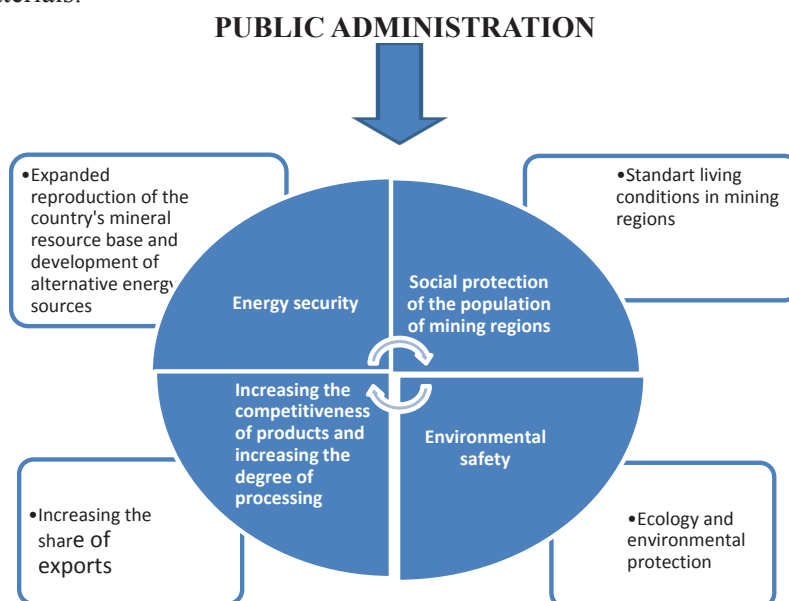 PUBLIC ADMINISTRATION
•Expanded
reproduction of the
country's mineral
resource base and
development of
alternative energy
sources
•Standart living
conditions in mining
regions
Energy security
Social protection
of the population
of mining regions
Increasing the
competitiveness
of products and
increasing the
degree of
processing
Environmental
safety
•Increasing the
share of
exports
•Ecology and
environmental
protection